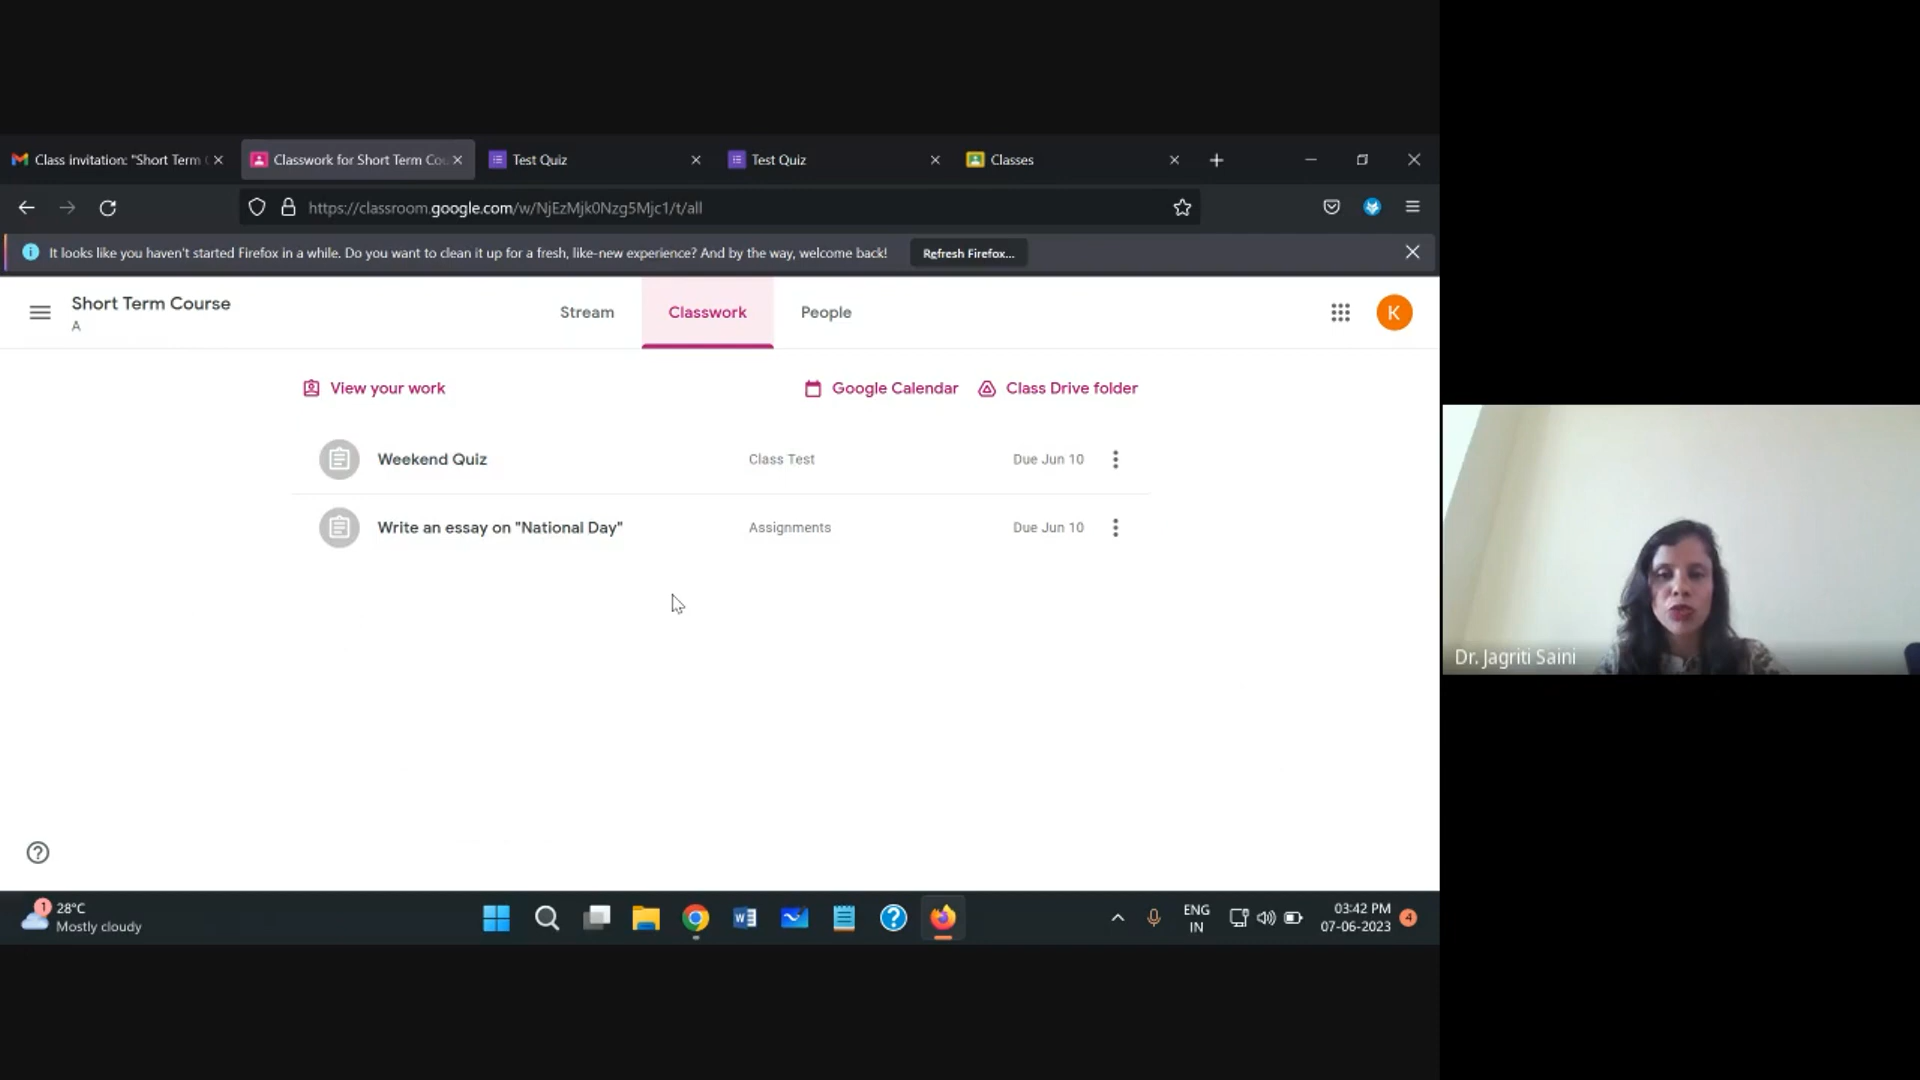 Class invitation: "Short Term (
Classwork for Short Term Cou
Test Quiz
Test Quiz
Classes
https://classroom.google.com/w/NjEzMjk0Nzg5Mjc1/t/all
It looks like you haven't started Firefox in a while. Do you want to clean it up for a fresh, like-new experience? And by the way, welcome back!
Refresh Firefox...
Short Term Course
A
Stream
Classwork
People
K
View your work
Google Calendar
Class Drive folder
Weekend Quiz
Class Test
Due Jun 10
Write an essay on "National Day"
Assignments
Due Jun 10
Dr. Jagriti Saini
1
28°C
Mostly cloudy
ENG
IN
03:42 PM
07-06-2023
4